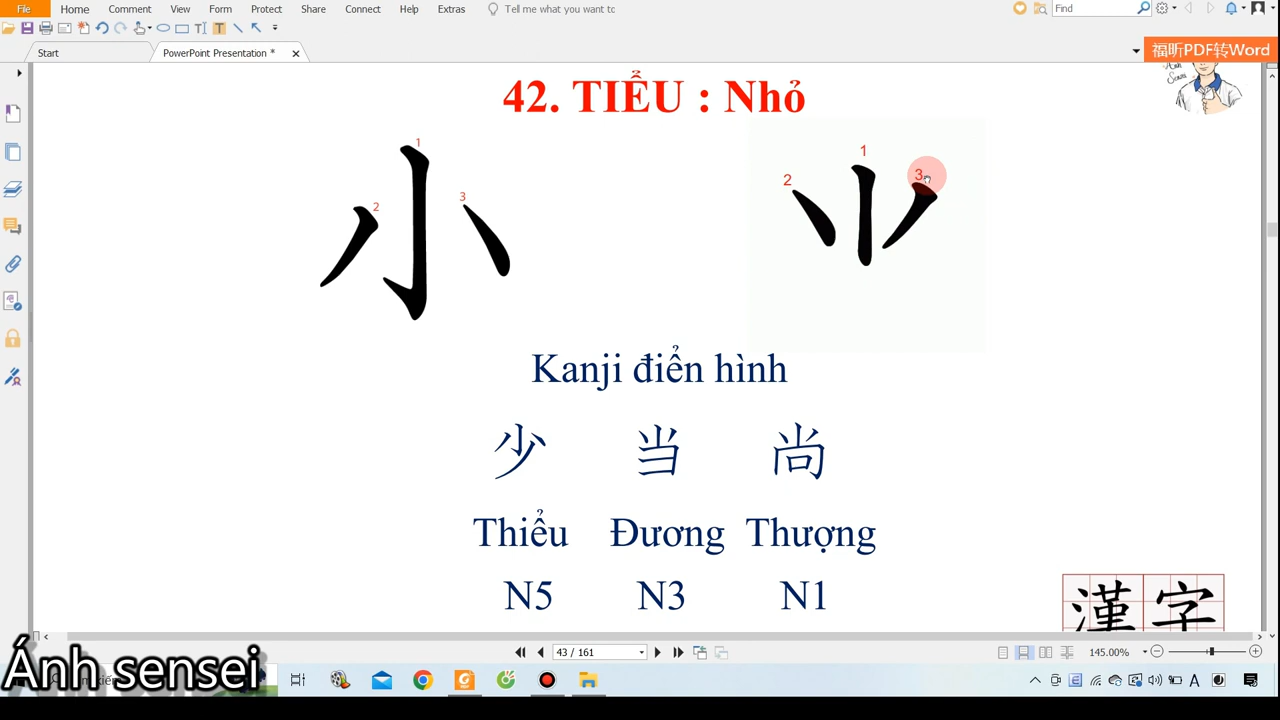 File Home Comment View Form Protect Share Connect Help Extras Tell me what you want to Find
Start PowerPoint Presentation * 福昕PDF转Word
42. TIỂU : Nhỏ
1 2 3
小
1 2 3
⺌
Kanji điển hình
少 当 尚
Thiểu Đương Thượng
N5 N3 N1
漢字
43 / 161 145.00%
Ánh sensei